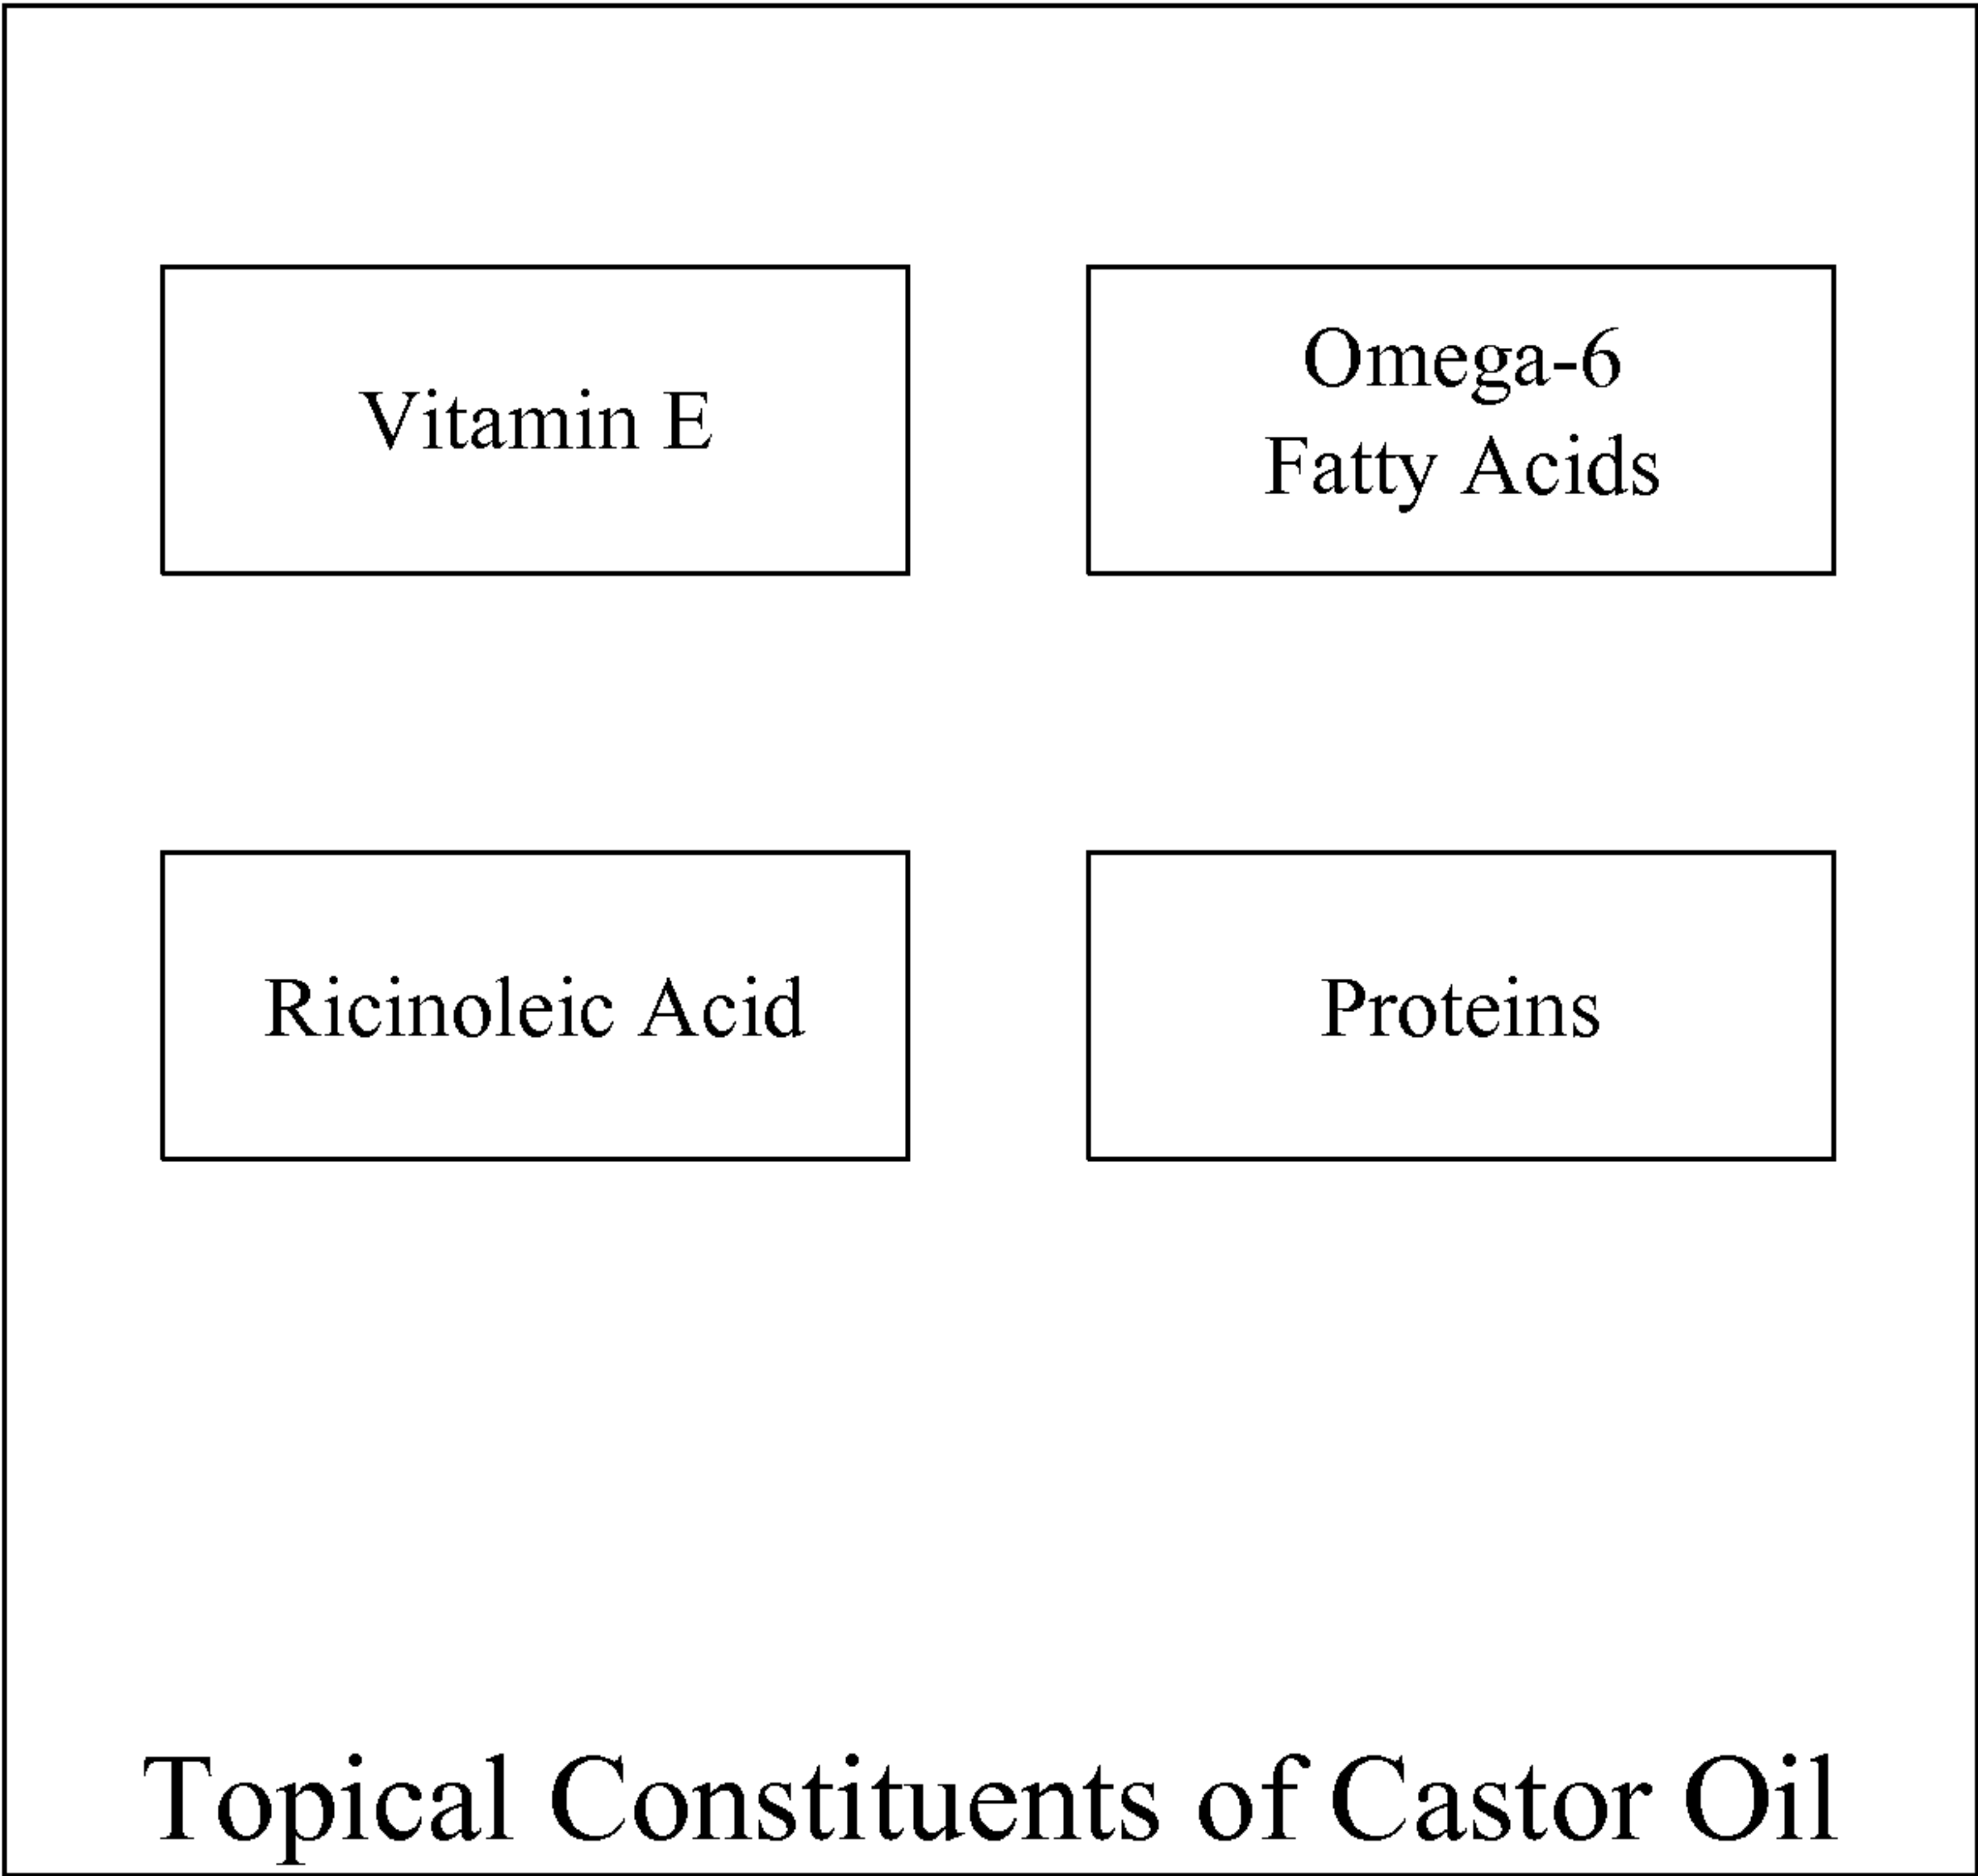 Vitamin E
Omega-6
Fatty Acids
Ricinoleic Acid
Proteins
Topical Constituents of Castor Oil